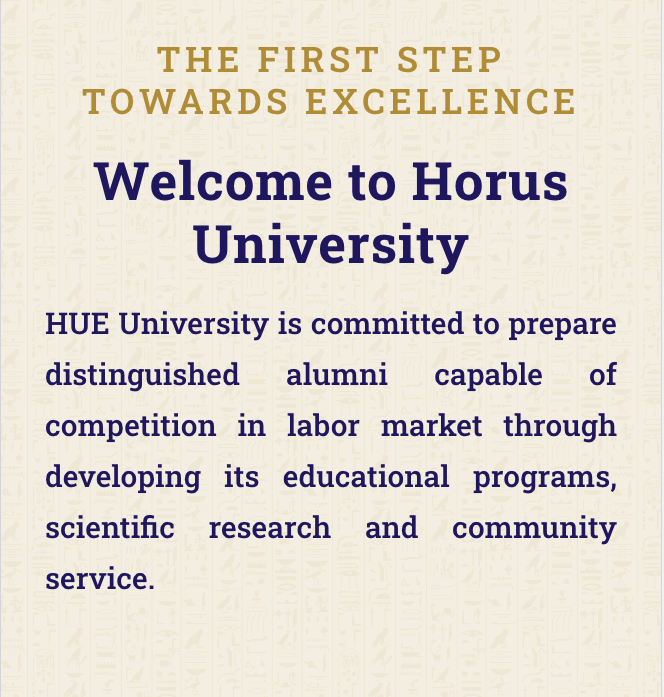 THE FIRST STEP
TOWARDS EXCELLENCE
Welcome to Horus
University
HUE University is committed to prepare
distinguished alumni capable of
competition in labor market through
developing its educational programs,
scientific research and community
service.